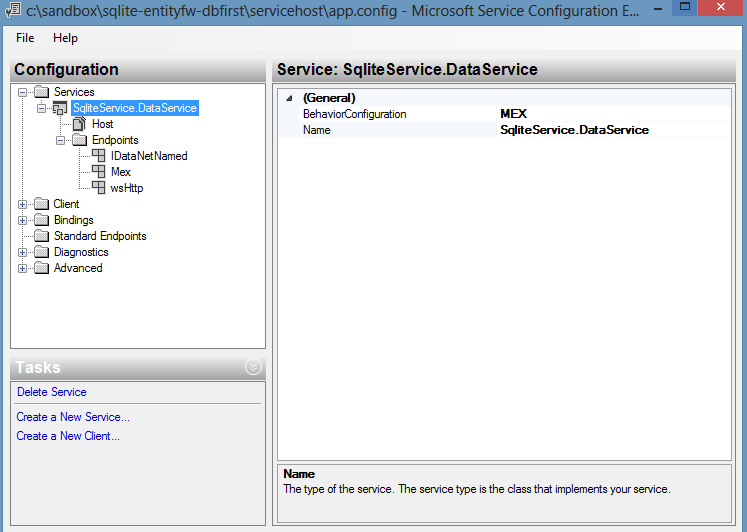 c:\sandbox\sqlite-entityfw-dbfirst\servicehost\app.config - Microsoft Service Configuration E...
File Help
Configuration
Services
SqliteService.DataService
Host
Endpoints
IDataNetNamed
Mex
wsHttp
Client
Bindings
Standard Endpoints
Diagnostics
Advanced
Tasks
Delete Service
Create a New Service...
Create a New Client...
Service: SqliteService.DataService
(General)
BehaviorConfiguration MEX
Name SqliteService.DataService
Name
The type of the service. The service type is the class that implements your service.